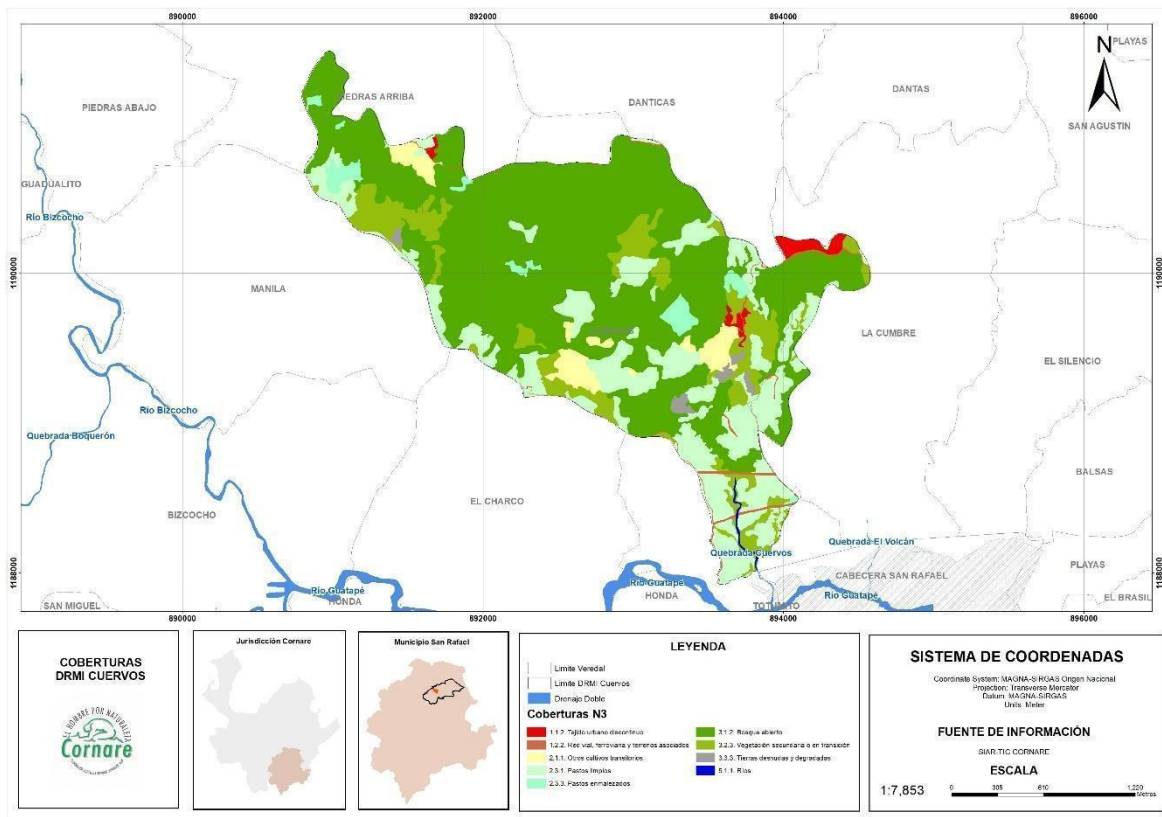 890000
892000
894000
896000
N
PLAYAS
PIEDRAS ABAJO
EDRAS ARRIBA
DANTICAS
DANTAS
SAN AGUSTIN
GUADUALITO
Río Bizcocho
1190000
1190000
MANILA
LA CUMBRE
EL SILENCIO
Río Bizcocho
Quebrada Boquerón
BALSAS
EL CHARCO
BIZCOCHO
Quebrada El Volcán
Quebrada Cuervos
PLAYAS
1188000
1188000
CABECERA SAN RAFAEL
Río Guatapé
Río Guatapé
Río Guatapé
HONDA
HONDA
EL BRASIL
SAN MIGUEL
890000
892000
894000
896000
COBERTURAS
DRMI CUERVOS
Cornare
Jurisdicción Cornare
Municipio San Rafael
LEYENDA
Limite Veredal
Limite DRMI Cuervos
Drenaje Doble
Coberturas N3
1.1.2. Tejido urbano discontinuo
1.2.2. Red vial, ferroviaria y terrenos asociados
2.1.1. Otros cultivos transitorios
2.3.1. Pastos limpios
2.3.3. Pastos enmalezados
3.1.2. Bosque abierto
3.2.3. Vegetación secundaria o en transición
3.3.3. Tierras desnudas y degradadas
5.1.1. Ríos
SISTEMA DE COORDENADAS
Coordinate System: MAGNA-SIRGAS Origen Nacional
Projection: Transverse Mercator
Datum: MAGNA-SIRGAS
Units: Meter
FUENTE DE INFORMACIÓN
SIAR-TIC CORNARE
ESCALA
1:7,853
0 305 610 1,220
Metros